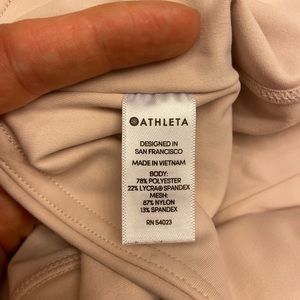 ATHLETA
DESIGNED IN
SAN FRANCISCO
MADE IN VIETNAM
BODY:
78% POLYESTER
22% LYCRA® SPANDEX
MESH:
87% NYLON
13% SPANDEX
RN 54023